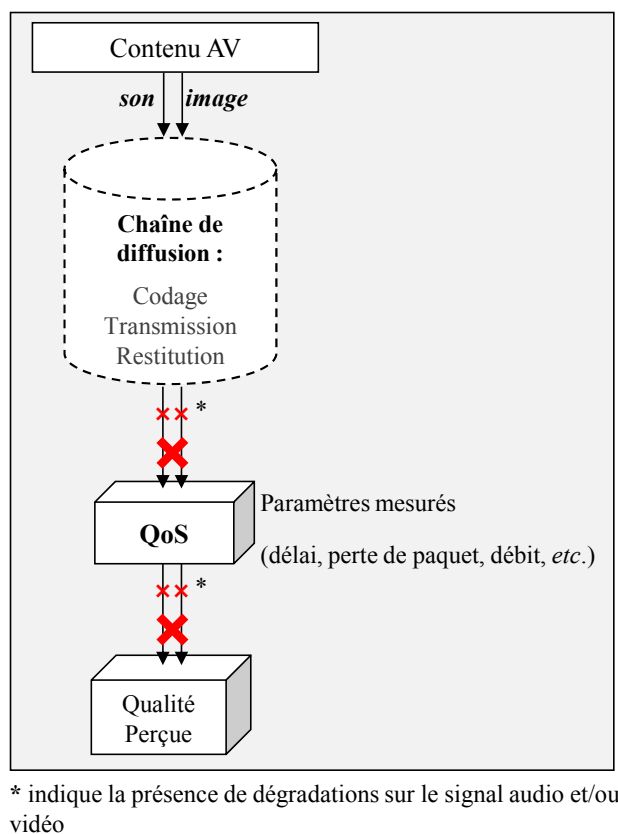 Contenu AV
son image
Chaîne de
diffusion :
Codage
Transmission
Restitution
*
Paramètres mesurés
QoS
(délai, perte de paquet, débit, etc.)
*
Qualité
Perçue
* indique la présence de dégradations sur le signal audio et/ou
vidéo